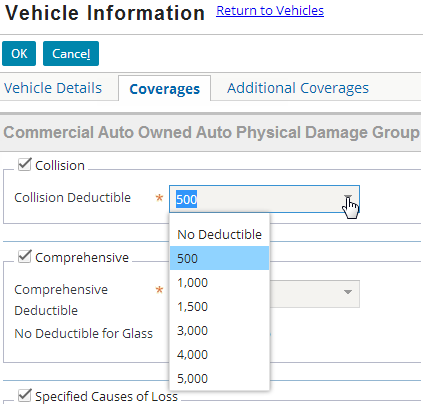 Vehicle Information Return to Vehicles
OK Cancel
Vehicle Details Coverages Additional Coverages
Commercial Auto Owned Auto Physical Damage Group
Collision
Collision Deductible * 500
No Deductible
500
Comprehensive
1,000
Comprehensive Deductible *
1,500
No Deductible for Glass
3,000
4,000
5,000
Specified Causes of Loss